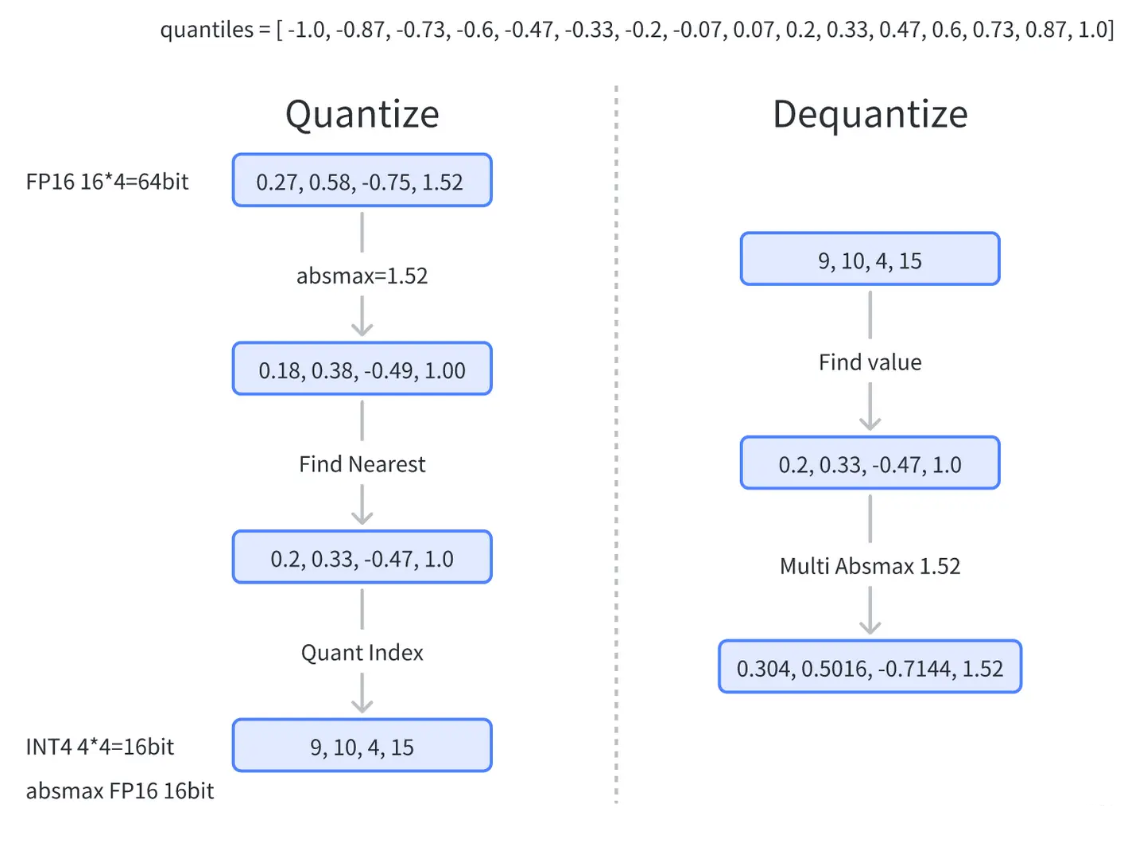 quantiles = [ -1.0, -0.87, -0.73, -0.6, -0.47, -0.33, -0.2, -0.07, 0.07, 0.2, 0.33, 0.47, 0.6, 0.73, 0.87, 1.0]
Quantize
FP16 16*4=64bit
0.27, 0.58, -0.75, 1.52
absmax=1.52
0.18, 0.38, -0.49, 1.00
Find Nearest
0.2, 0.33, -0.47, 1.0
Quant Index
INT4 4*4=16bit
9, 10, 4, 15
absmax FP16 16bit
Dequantize
9, 10, 4, 15
Find value
0.2, 0.33, -0.47, 1.0
Multi Absmax 1.52
0.304, 0.5016, -0.7144, 1.52